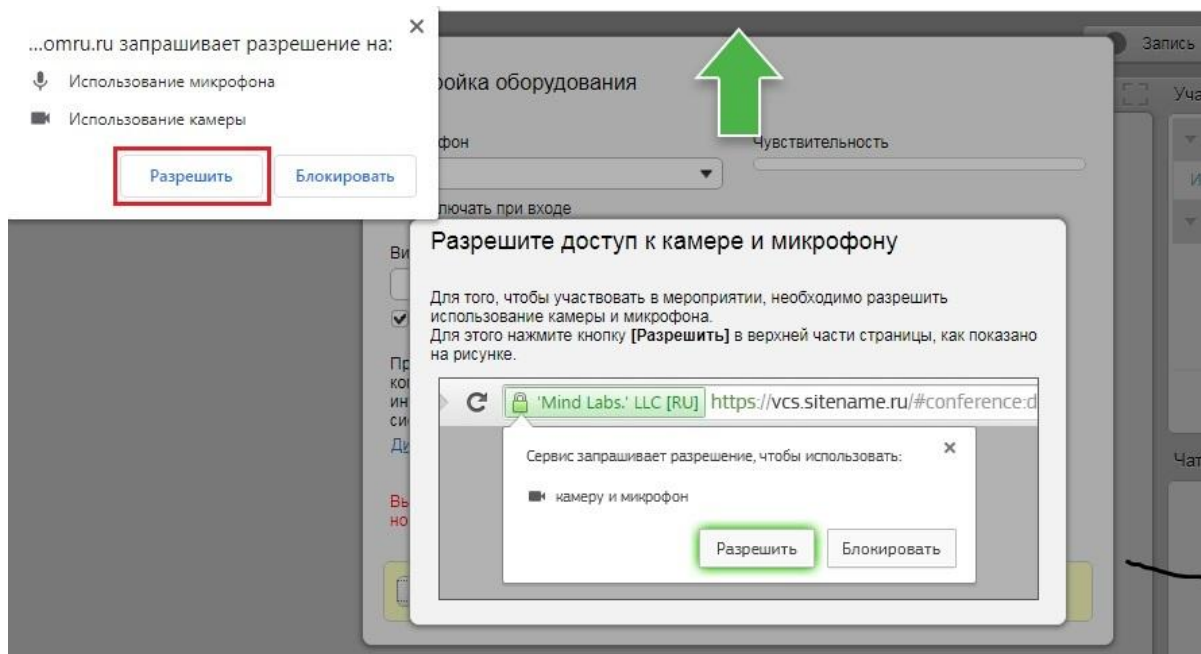 ...omru.ru запрашивает разрешение на:
Использование микрофона
Использование камеры
Разрешить
Блокировать
ройка оборудования
фон
Чувствительность
ключать при входе
Запись
Разрешите доступ к камере и микрофону
Для того, чтобы участвовать в мероприятии, необходимо разрешить
использование камеры и микрофона.
Для этого нажмите кнопку [Разрешить] в верхней части страницы, как показано
на рисунке.
'Mind Labs.' LLC [RU] https://vcs.sitename.ru/#conference:d
Сервис запрашивает разрешение, чтобы использовать:
камеру и микрофон
Разрешить
Блокировать
Чат